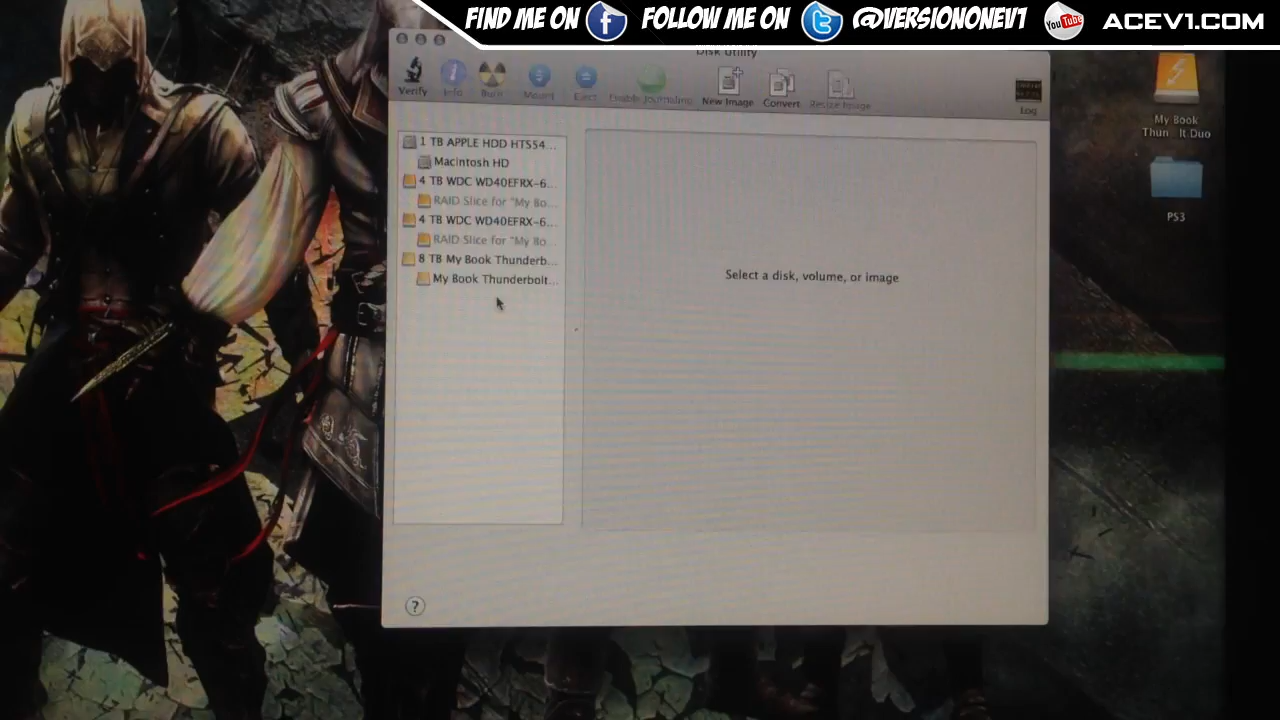 FIND ME ON f FOLLOW ME ON @VERSIONONEV1 YouTube ACEV1.COM
Disk Utility
Verify Info Burn Mount Eject Enable Journaling New Image Convert Resize Image Log
1 TB APPLE HDD HTS54...
Macintosh HD
4 TB WDC WD40EFRX-6...
RAID Slice for "My Bo...
4 TB WDC WD40EFRX-6...
RAID Slice for "My Bo...
8 TB My Book Thunderb...
My Book Thunderbolt...
Select a disk, volume, or image
?
My Book
Thun...lt Duo
PS3